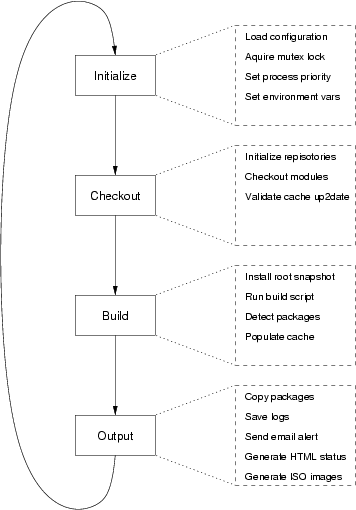 Initialize
Load configuration
Aquire mutex lock
Set process priority
Set environment vars
Checkout
Initialize repisotories
Checkout modules
Validate cache up2date
Build
Install root snapshot
Run build script
Detect packages
Populate cache
Output
Copy packages
Save logs
Send email alert
Generate HTML status
Generate ISO images